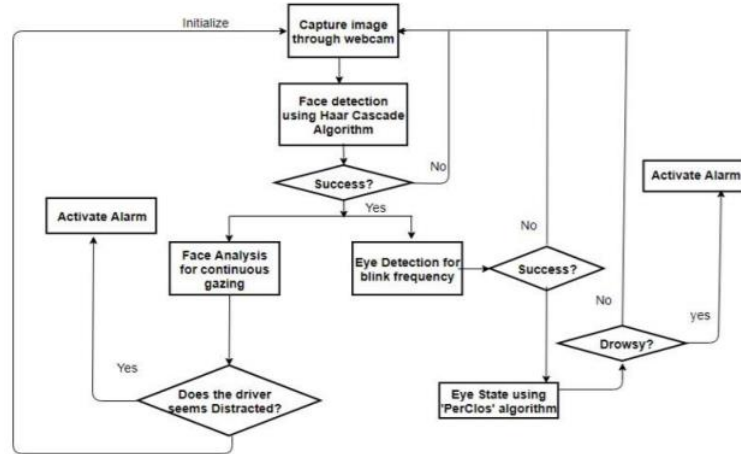 Initialize
Capture image
through webcam
Face detection
using Haar Cascade
Algorithm
No
Success?
Yes
Activate Alarm
Activate Alarm
Face Analysis
for continuous
gazing
Eye Detection for
blink frequency
No
Success?
No
yes
Drowsy?
Yes
Does the driver
seems Distracted?
Eye State using
'PerClos' algorithm